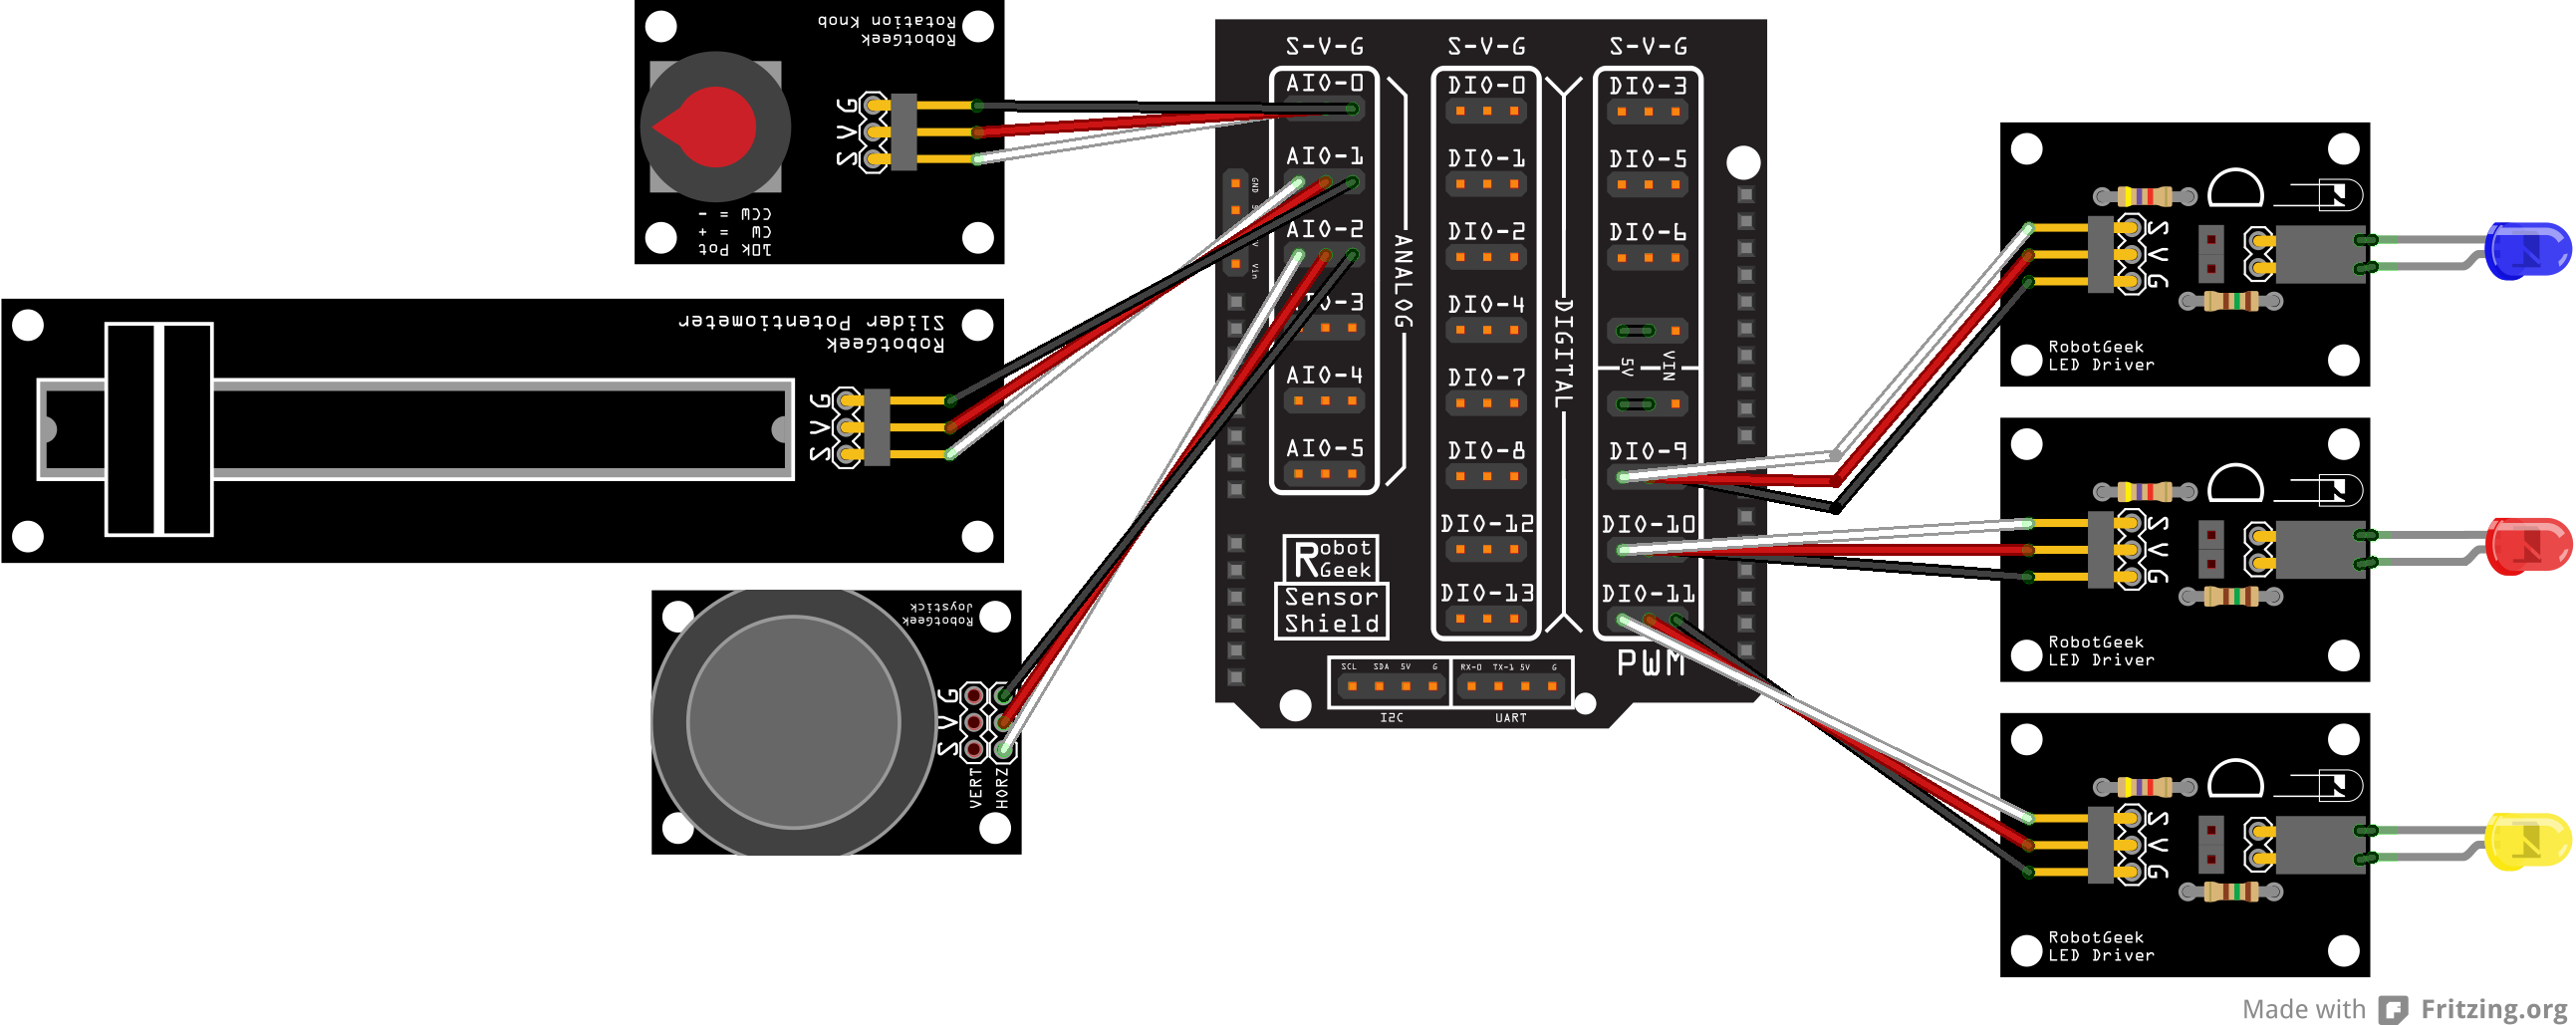 RobotGeek
Rotation Knob
10k Pot
CW = +
CCW = -
G
V
S
RobotGeek
Slider Potentiometer
G
V
S
RobotGeek
Joystick
G
V
S
VERT
HORZ
S-V-G
AIO-0
AIO-1
AIO-2
AIO-3
AIO-4
AIO-5
ANALOG
GND
Vin
Robot
Geek
Sensor
Shield
S-V-G
DIO-0
DIO-1
DIO-2
DIO-4
DIO-7
DIO-8
DIO-12
DIO-13
DIGITAL
S-V-G
DIO-3
DIO-5
DIO-6
5V
VIN
DIO-9
DIO-10
DIO-11
PWM
SCL SDA 5V G
I2C
RX-0 TX-1 5V G
UART
S
V
G
RobotGeek
LED Driver
S
V
G
RobotGeek
LED Driver
S
V
G
RobotGeek
LED Driver
Made with Fritzing.org